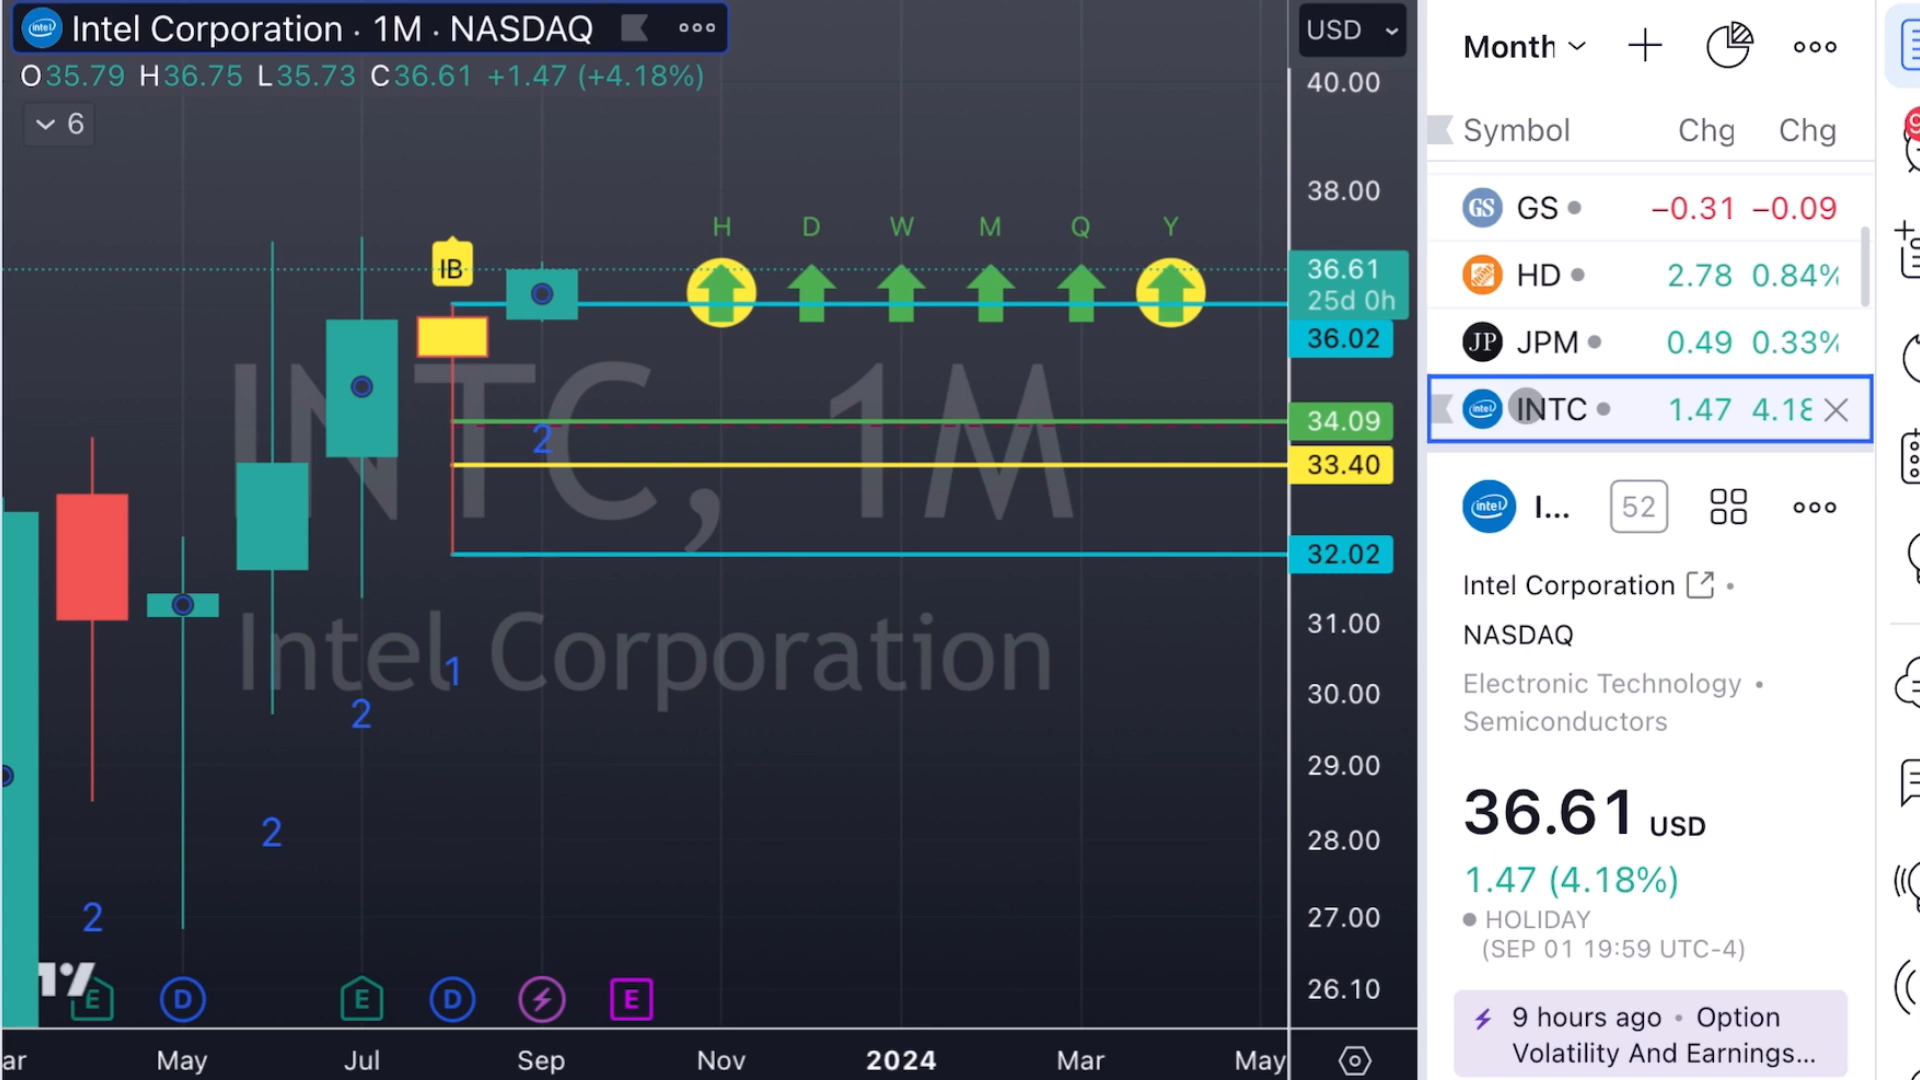 Intel Corporation · 1M · NASDAQ
O35.79 H36.75 L35.73 C36.61 +1.47 (+4.18%)
6
H D W M Q Y
IB
INTC, 1M
Intel Corporation
2
1
2
2
2
E D E D E
ar May Jul Sep Nov 2024 Mar May
USD
40.00
38.00
36.61
25d 0h
36.02
34.09
33.40
32.02
31.00
30.00
29.00
28.00
27.00
26.10
Month
Symbol Chg Chg
GS GS −0.31 −0.09
HD 2.78 0.84%
JP JPM 0.49 0.33%
intel INTC 1.47 4.18
intel I... 52
Intel Corporation
NASDAQ
Electronic Technology •
Semiconductors
36.61 USD
1.47 (4.18%)
HOLIDAY
(SEP 01 19:59 UTC-4)
9 hours ago • Option
Volatility And Earnings...